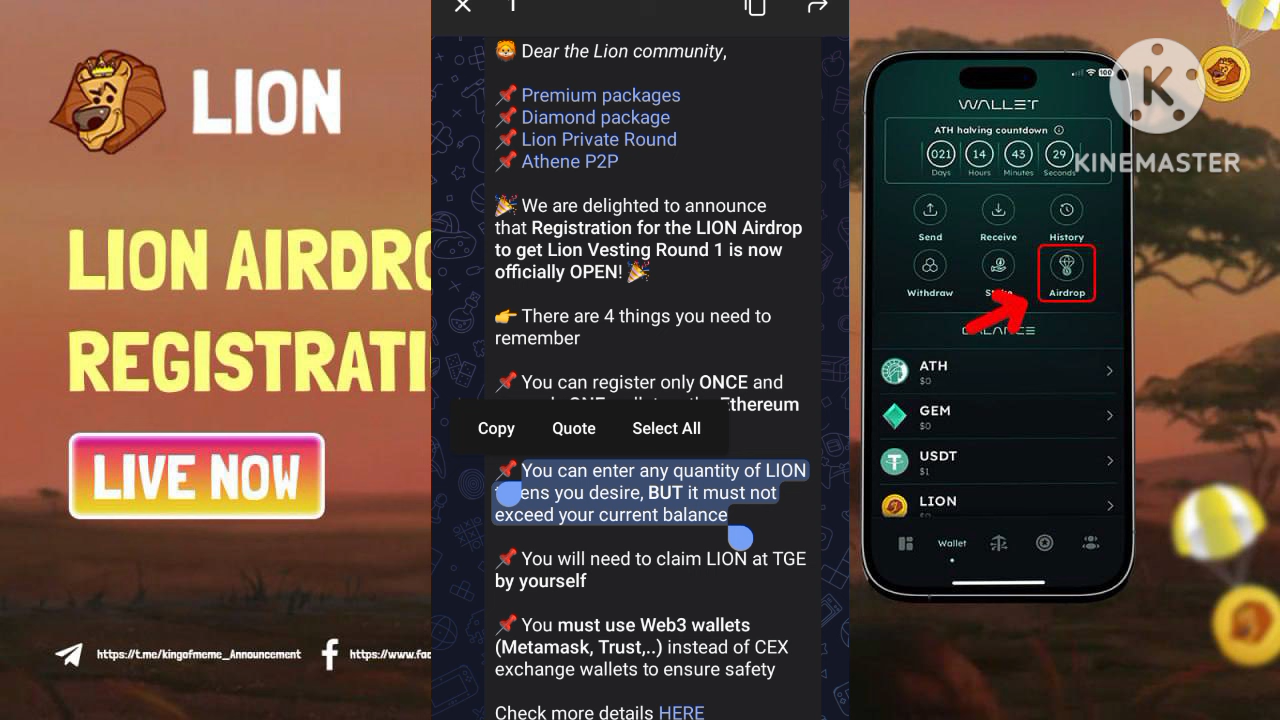 LION
LION AIRDRO
REGISTRATI
LIVE NOW
https://t.me/kingofmeme_Announcement
https://www.fac
1
Dear the Lion community,
Premium packages
Diamond package
Lion Private Round
Athene P2P
We are delighted to announce
that Registration for the LION Airdrop
to get Lion Vesting Round 1 is now
officially OPEN!
There are 4 things you need to
remember
You can register only ONCE and
Ethereum
Copy Quote Select All
You can enter any quantity of LION
you desire, BUT it must not
exceed your current balance
You will need to claim LION at TGE
by yourself
You must use Web3 wallets
(Metamask, Trust,..) instead of CEX
exchange wallets to ensure safety
Check more details HERE
100
WALLET
ATH halving countdown
021 14 43 29
Days Hours Minutes Seconds
Send Receive History
Withdraw Airdrop
BALANCE
ATH
$0
GEM
$0
USDT
$1
LION
$0
Wallet
K
KINEMASTER